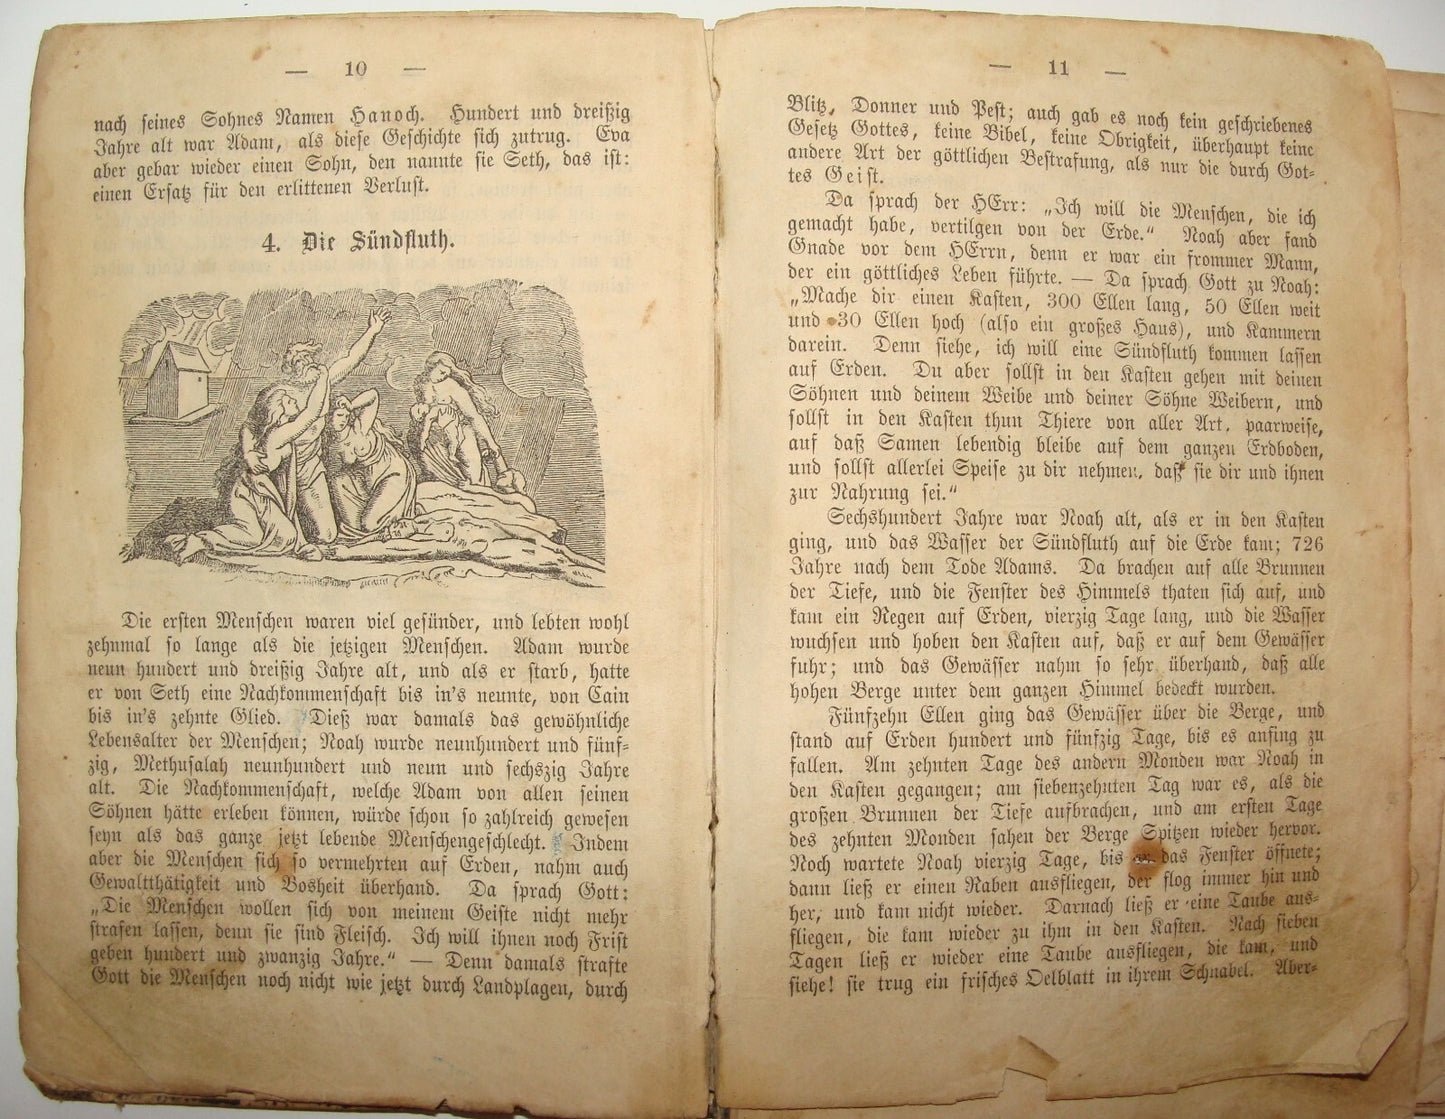 — 10 —
nach seines Sohnes Namen Hanoch. Hundert und dreißig
Jahre alt war Adam, als diese Geschichte sich zutrug. Eva
aber gebar wieder einen Sohn, den nannte sie Seth, das ist:
einen Ersatz für den erlittenen Verlust.
4. Die Sündfluth.
Die ersten Menschen waren viel gesünder, und lebten wohl
zehnmal so lange als die jetzigen Menschen. Adam wurde
neun hundert und dreißig Jahre alt, und als er starb, hatte
er von Seth eine Nachkommenschaft bis in's neunte, von Cain
bis in's zehnte Glied. Dieß war damals das gewöhnliche
Lebensalter der Menschen; Noah wurde neunhundert und fünf-
zig, Methusalah neunhundert und neun und sechszig Jahre
alt. Die Nachkommenschaft, welche Adam von allen seinen
Söhnen hätte erleben können, würde schon so zahlreich gewesen
seyn als das ganze jetzt lebende Menschengeschlecht. Indem
aber die Menschen sich so vermehrten auf Erden, nahm auch
Gewaltthätigkeit und Bosheit überhand. Da sprach Gott:
„Die Menschen wollen sich von meinem Geiste nicht mehr
strafen lassen, denn sie sind Fleisch. Ich will ihnen noch Frist
geben hundert und zwanzig Jahre.“ — Denn damals strafte
Gott die Menschen noch nicht wie jetzt durch Landplagen, durch
— 11 —
Blitz, Donner und Pest; auch gab es noch kein geschriebenes
Gesetz Gottes, keine Bibel, keine Obrigkeit, überhaupt keine
andere Art der göttlichen Bestrafung, als nur die durch Got-
tes Geist.
Da sprach der HErr: „Ich will die Menschen, die ich
gemacht habe, vertilgen von der Erde.“ Noah aber fand
Gnade vor dem HErrn, denn er war ein frommer Mann,
der ein göttliches Leben führte. — Da sprach Gott zu Noah:
„Mache dir einen Kasten, 300 Ellen lang, 50 Ellen weit
und 30 Ellen hoch (also ein großes Haus), und Kammern
darein. Denn siehe, ich will eine Sündfluth kommen lassen
auf Erden. Du aber sollst in den Kasten gehen mit deinen
Söhnen und deinem Weibe und deiner Söhne Weibern, und
sollst in den Kasten thun Thiere von aller Art, paarweise,
auf daß Samen lebendig bleibe auf dem ganzen Erdboden,
und sollst allerlei Speise zu dir nehmen, daß sie dir und ihnen
zur Nahrung sei.“
Sechshundert Jahre war Noah alt, als er in den Kasten
ging, und das Wasser der Sündfluth auf die Erde kam; 726
Jahre nach dem Tode Adams. Da brachen auf alle Brunnen
der Tiefe, und die Fenster des Himmels thaten sich auf, und
kam ein Regen auf Erden, vierzig Tage lang, und die Wasser
wuchsen und hoben den Kasten auf, daß er auf dem Gewässer
fuhr; und das Gewässer nahm so sehr überhand, daß alle
hohen Berge unter dem ganzen Himmel bedeckt wurden.
Fünfzehn Ellen ging das Gewässer über die Berge, und
stand auf Erden hundert und fünfzig Tage, bis es anfing zu
fallen. Am zehnten Tage des andern Monden war Noah in
den Kasten gegangen; am siebenzehnten Tag war es, als die
großen Brunnen der Tiefe aufbrachen, und am ersten Tage
des zehnten Monden sahen der Berge Spitzen wieder hervor.
Noch wartete Noah vierzig Tage, bis das Fenster öffnete;
dann ließ er einen Raben ausfliegen, der flog immer hin und
her, und kam nicht wieder. Darnach ließ er eine Taube aus-
fliegen, die kam wieder zu ihm in den Kasten. Nach sieben
Tagen ließ er wieder eine Taube ausfliegen, die kam, und
siehe! sie trug ein frisches Oelblatt in ihrem Schnabel. Aber-